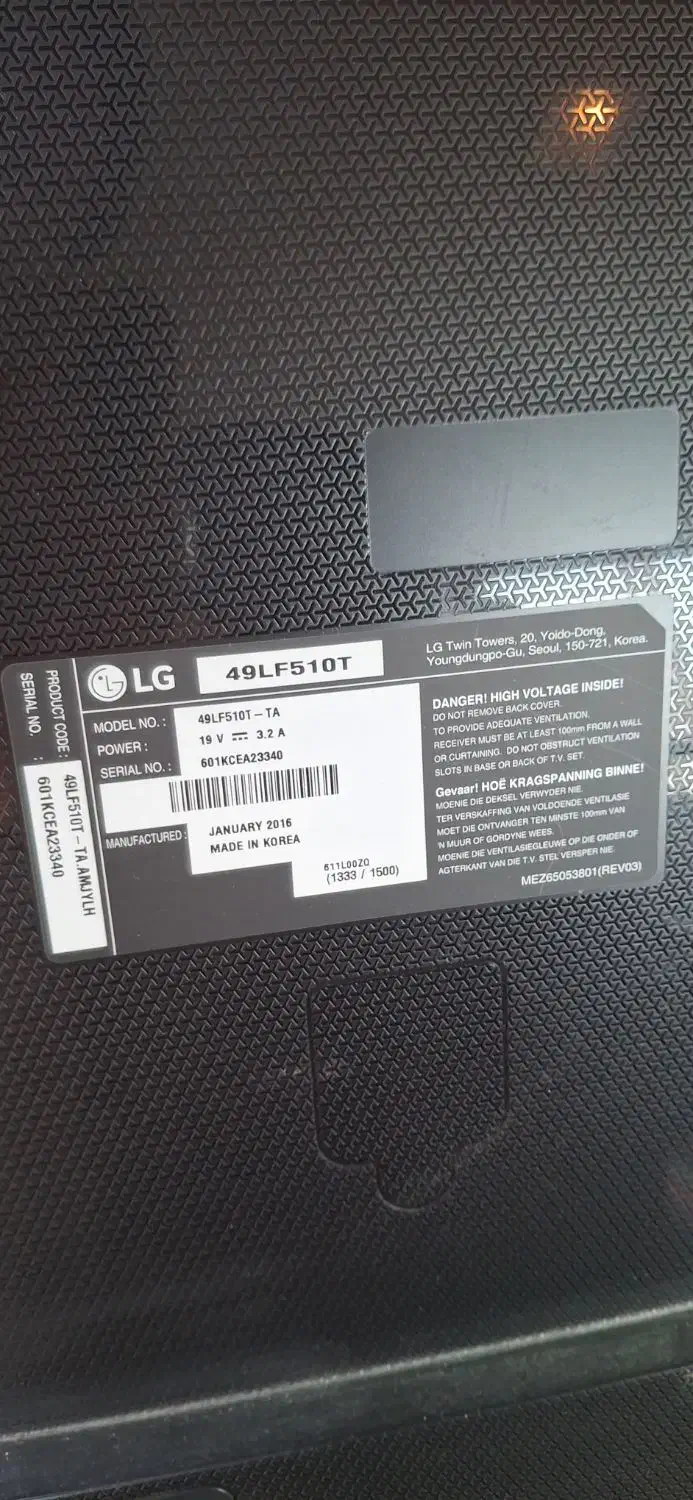 LG
49LF510T
LG Twin Towers, 20, Yoido-Dong,
Youngdungpo-Gu, Seoul, 150-721, Korea.
MODEL NO. : 49LF510T-TA
POWER : 19 V ⎓ 3.2 A
SERIAL NO. : 601KCEA23340
MANUFACTURED : JANUARY 2016
MADE IN KOREA
611L00Z0
(1333 / 1500)
DANGER! HIGH VOLTAGE INSIDE!
DO NOT REMOVE BACK COVER.
TO PROVIDE ADEQUATE VENTILATION,
RECEIVER MUST BE AT LEAST 100mm FROM A WALL
OR CURTAINING. DO NOT OBSTRUCT VENTILATION
SLOTS IN BASE OR BACK OF T.V. SET.
Gevaar! HOË KRAGSPANNING BINNE!
MOENIE DIE DEKSEL VERWYDER NIE.
TER VERSKAFFING VAN VOLDOENDE VENTILASIE
MOET DIE ONTVANGER TEN MINSTE 100mm VAN
'N MUUR OF GORDYNE WEES.
MOENIE DIE VENTILASIEGLEUWE OP DIE ONDER OF
AGTERKANT VAN DIE T.V. STEL VERSPER NIE.
MEZ65053801(REV03)
PRODUCT CODE : 49LF510T-TA.AMJYLH
SERIAL NO. : 601KCEA23340